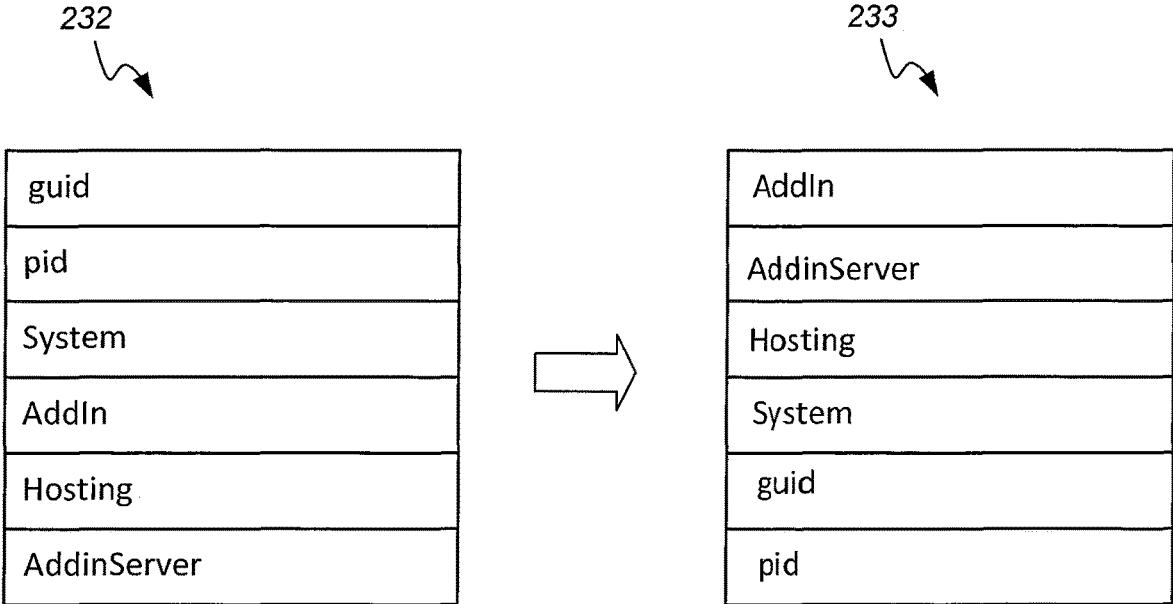 232
233
guid
pid
System
AddIn
Hosting
AddinServer
AddIn
AddinServer
Hosting
System
guid
pid